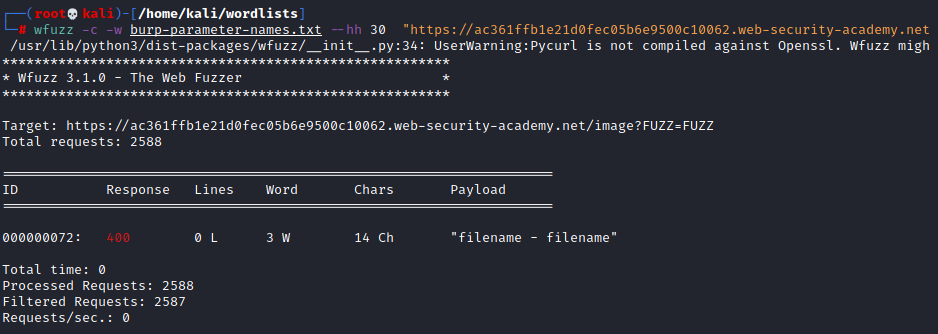 ┌──(root💀kali)-[/home/kali/wordlists]
└─# wfuzz -c -w burp-parameter-names.txt --hh 30  "https://ac361ffb1e21d0fec05b6e9500c10062.web-security-academy.net
 /usr/lib/python3/dist-packages/wfuzz/__init__.py:34: UserWarning:Pycurl is not compiled against Openssl. Wfuzz migh
********************************************************
* Wfuzz 3.1.0 - The Web Fuzzer                         *
********************************************************
Target: https://ac361ffb1e21d0fec05b6e9500c10062.web-security-academy.net/image?FUZZ=FUZZ
Total requests: 2588
=====================================================================
ID           Response   Lines    Word       Chars       Payload
=====================================================================
000000072:   400        0 L      3 W        14 Ch       "filename - filename"
Total time: 0
Processed Requests: 2588
Filtered Requests: 2587
Requests/sec.: 0